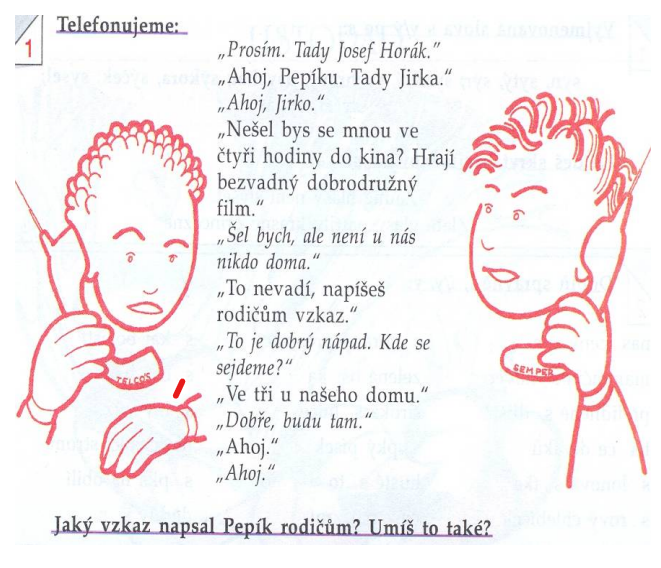 Telefonujeme:
1
„Prosím. Tady Josef Horák.“
„Ahoj, Pepíku. Tady Jirka.“
„Ahoj, Jirko.“
„Nešel bys se mnou ve
čtyři hodiny do kina? Hrají
bezvadný dobrodružný
film.“
„Šel bych, ale není u nás
nikdo doma.“
„To nevadí, napíšeš
rodičům vzkaz.“
„To je dobrý nápad. Kde se
sejdeme?“
„Ve tři u našeho domu.“
„Dobře, budu tam.“
„Ahoj.“
„Ahoj.“
TELCO'S
SEMPER
Jaký vzkaz napsal Pepík rodičům? Umíš to také?